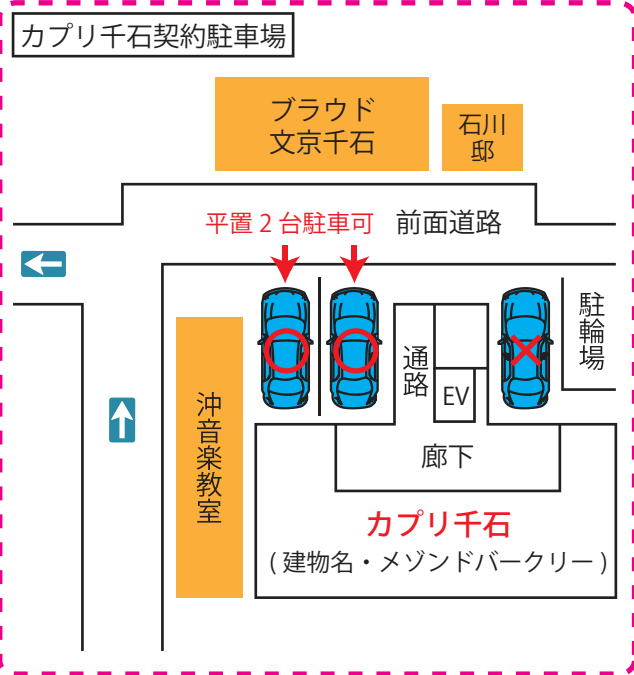 カプリ千石契約駐車場
ブラウド
文京千石
石川
邸
平置2台駐車可
前面道路
駐輪場
通路
EV
沖音楽教室
廊下
カプリ千石
(建物名・メゾンドバークリー)